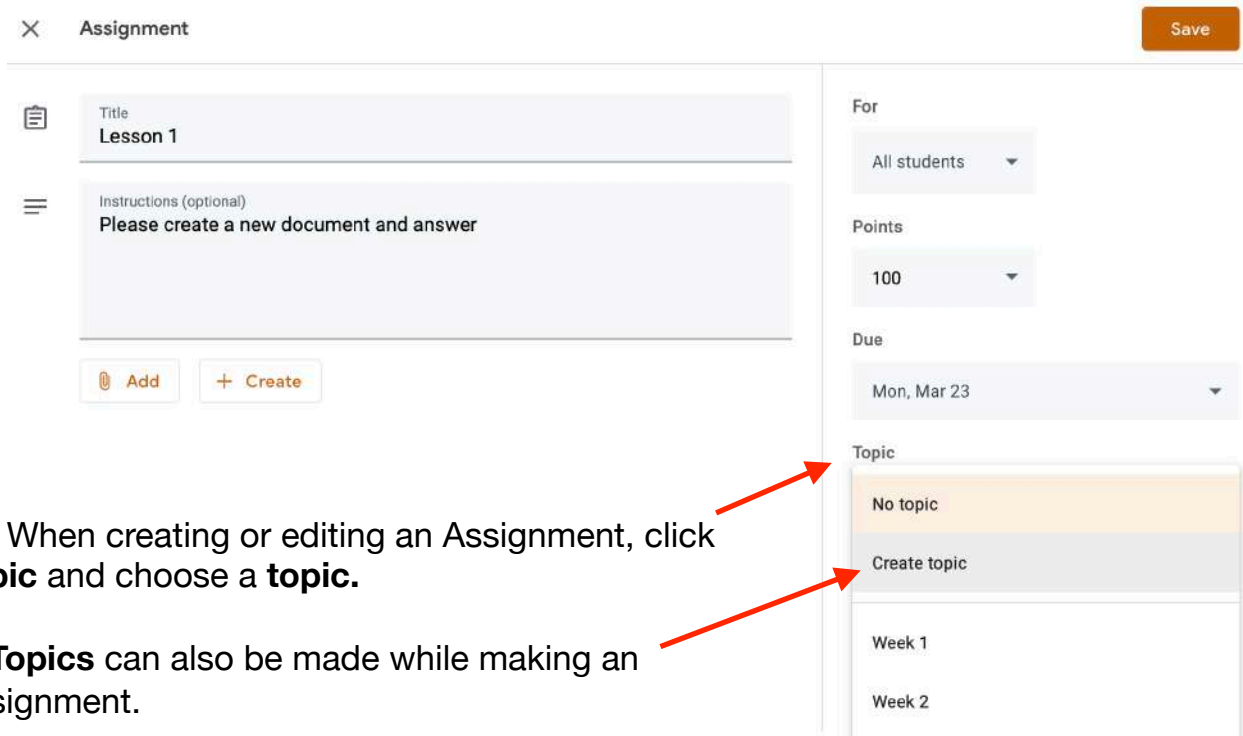 Assignment
Save
Title
Lesson 1
Instructions (optional)
Please create a new document and answer
Add
+ Create
For
All students
Points
100
Due
Mon, Mar 23
Topic
No topic
Create topic
Week 1
Week 2
When creating or editing an Assignment, click
and choose a topic.
Topics can also be made while making an